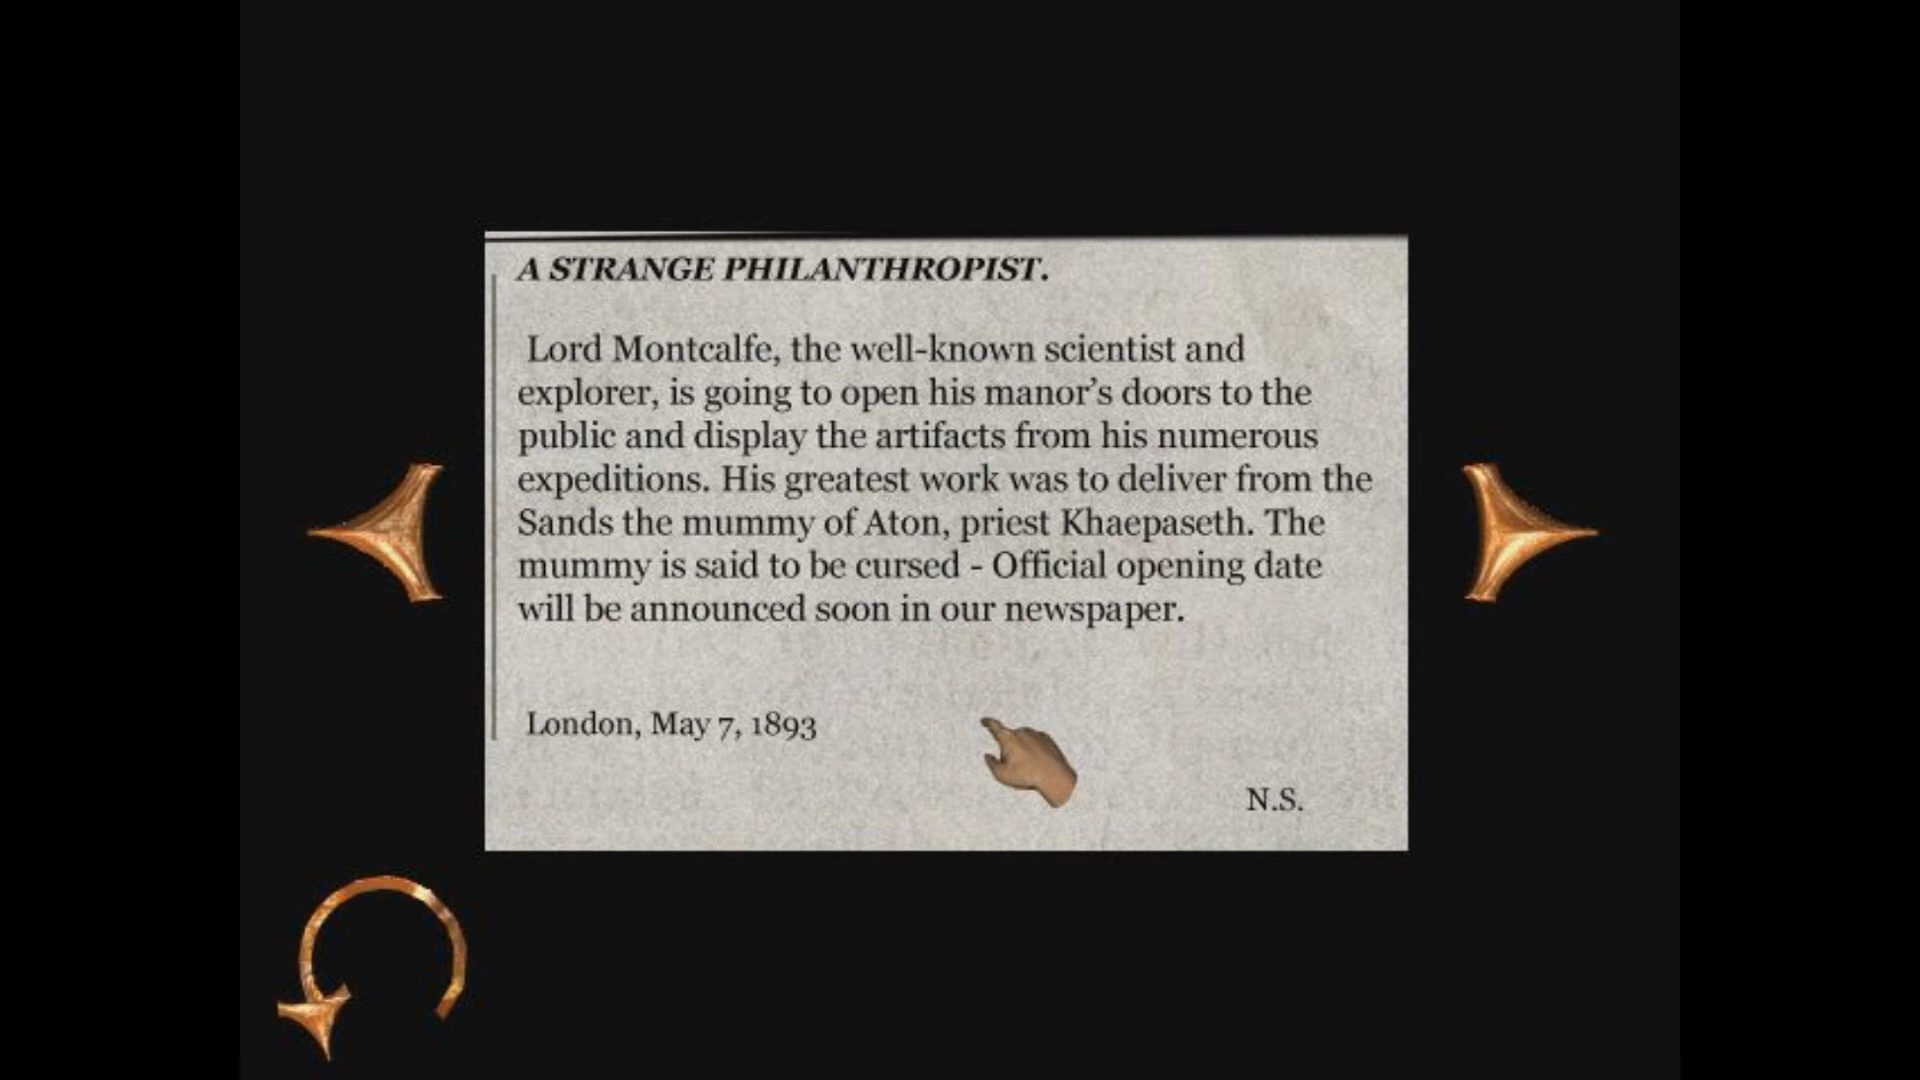 A STRANGE PHILANTHROPIST.
Lord Montcalfe, the well-known scientist and
explorer, is going to open his manor’s doors to the
public and display the artifacts from his numerous
expeditions. His greatest work was to deliver from the
Sands the mummy of Aton, priest Khaepaseth. The
mummy is said to be cursed - Official opening date
will be announced soon in our newspaper.
London, May 7, 1893
N.S.